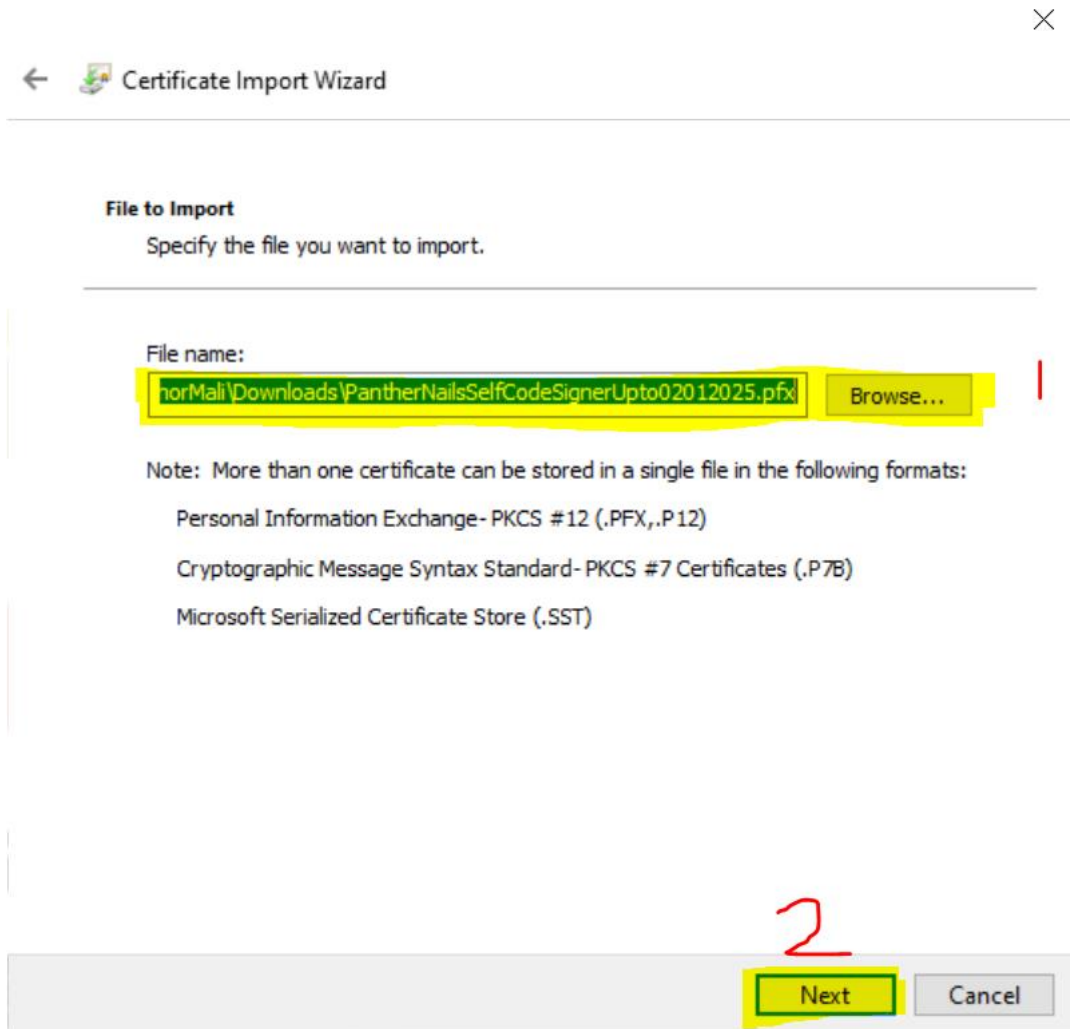 Certificate Import Wizard
File to Import
Specify the file you want to import.
File name:
horMali\Downloads\PantherNailsSelfCodeSignerUpto02012025.pfx
Browse...
1
Note: More than one certificate can be stored in a single file in the following formats:
Personal Information Exchange- PKCS #12 (.PFX,.P12)
Cryptographic Message Syntax Standard- PKCS #7 Certificates (.P7B)
Microsoft Serialized Certificate Store (.SST)
2
Next
Cancel